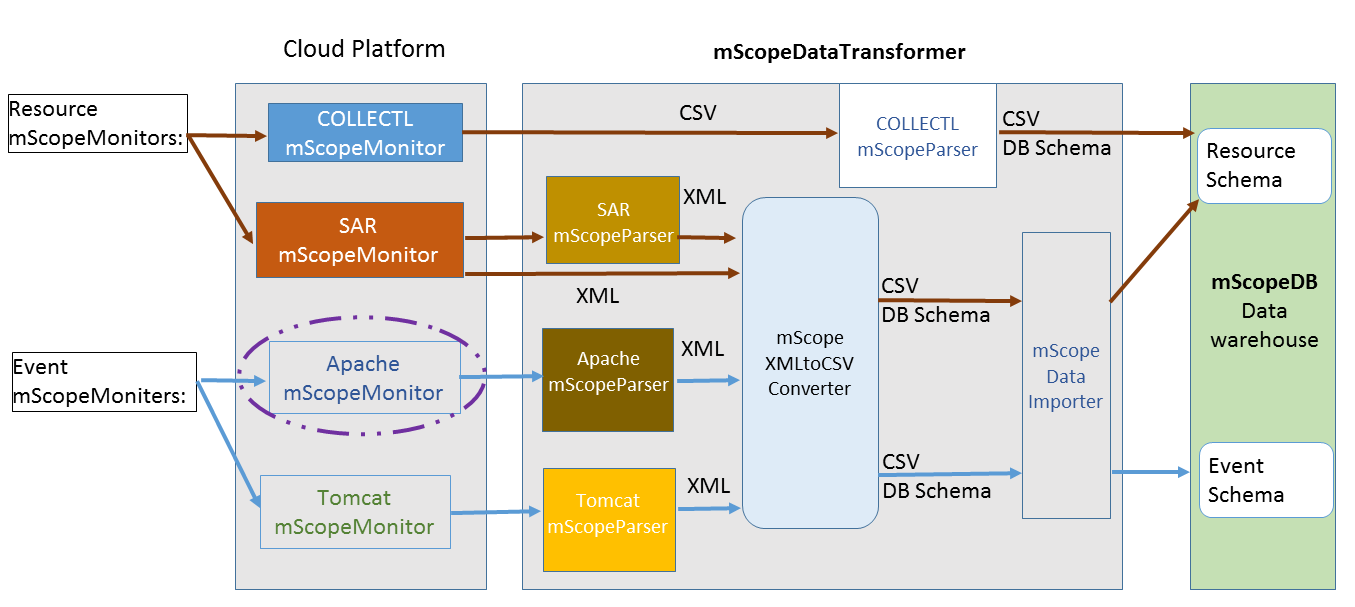 Cloud Platform
mScopeDataTransformer
Resource
mScopeMonitors:
COLLECTL
mScopeMonitor
CSV
COLLECTL
mScopeParser
CSV
DB Schema
Resource
Schema
SAR
mScopeMonitor
SAR
mScopeParser
XML
XML
CSV
DB Schema
mScopeDB
Data
warehouse
Event
mScopeMoniters:
Apache
mScopeMonitor
Apache
mScopeParser
XML
mScope
XMLtoCSV
Converter
mScope
Data
Importer
Tomcat
mScopeMonitor
Tomcat
mScopeParser
XML
CSV
DB Schema
Event
Schema